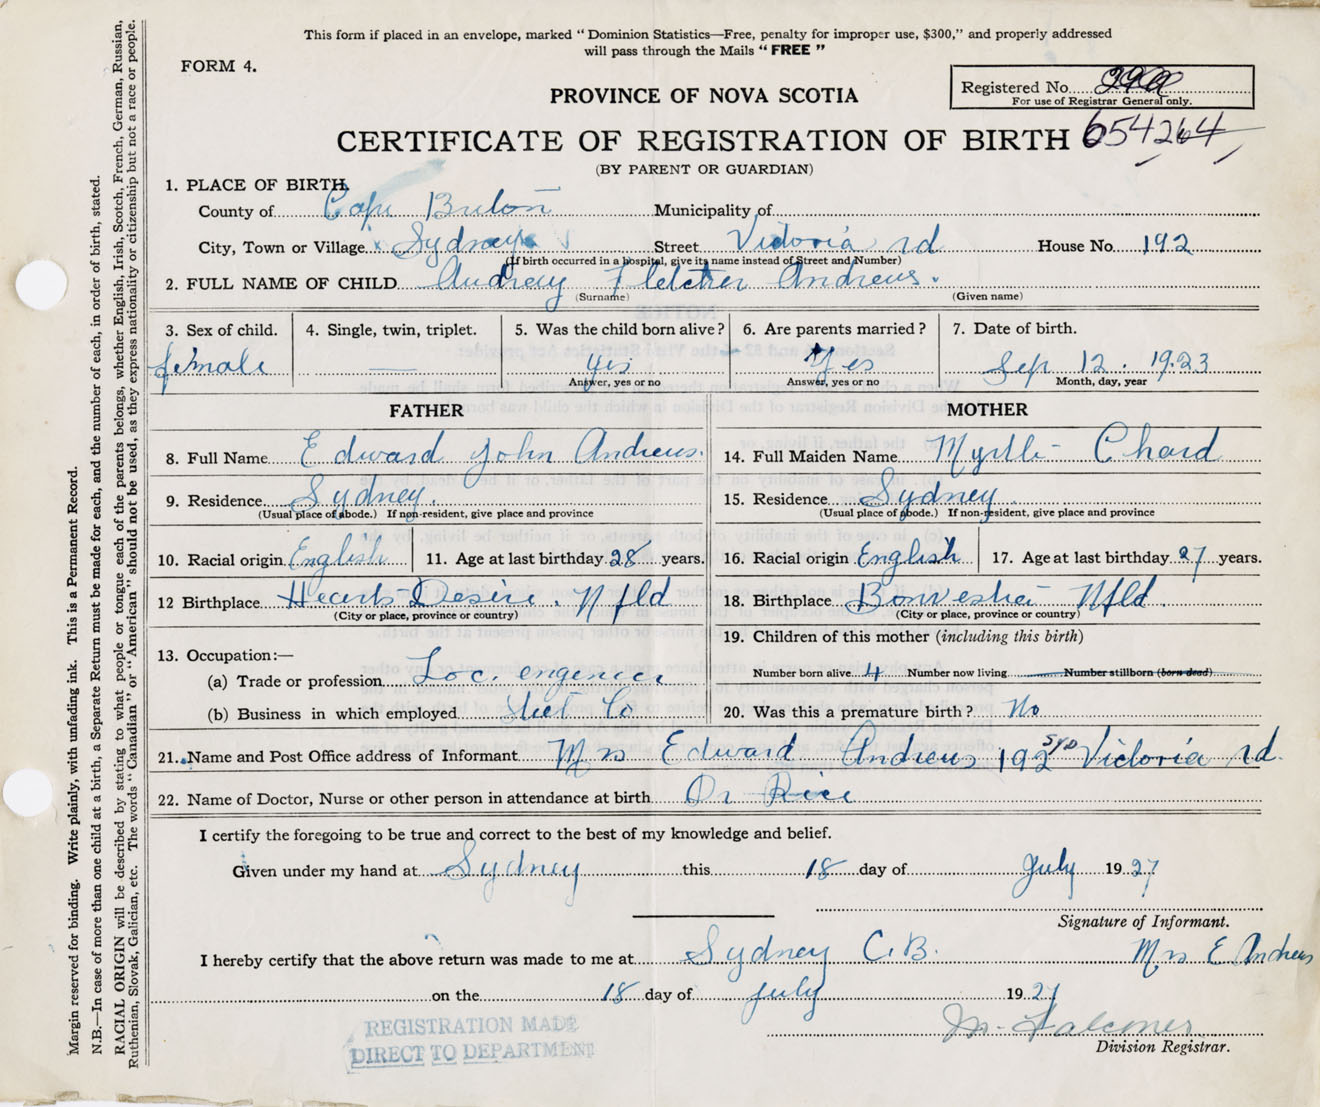 This form if placed in an envelope, marked "Dominion Statistics—Free, penalty for improper use, $300," and properly addressed
will pass through the Mails "FREE"
FORM 4.
Registered No.
For use of Registrar General only.
PROVINCE OF NOVA SCOTIA
CERTIFICATE OF REGISTRATION OF BIRTH 654264
(BY PARENT OR GUARDIAN)
1. PLACE OF BIRTH.
County of Cape Breton Municipality of
City, Town or Village Sydney Street Victoria rd House No. 192
(If birth occurred in a hospital, give its name instead of Street and Number)
2. FULL NAME OF CHILD Audrey Fletcher Andrews.
(Surname) (Given name)
3. Sex of child. 4. Single, twin, triplet. 5. Was the child born alive? 6. Are parents married? 7. Date of birth.
female — yes Yes Sep 12. 1923
Answer, yes or no Answer, yes or no Month, day, year
FATHER MOTHER
8. Full Name Edward John Andrews. 14. Full Maiden Name Myrtle Chard
9. Residence Sydney. 15. Residence Sydney.
(Usual place of abode.) If non-resident, give place and province (Usual place of abode.) If non-resident, give place and province
10. Racial origin English 11. Age at last birthday 28 years. 16. Racial origin English 17. Age at last birthday 27 years.
12 Birthplace Hearts Desire. Nfld 18. Birthplace Nfld.
(City or place, province or country) (City or place, province or country)
19. Children of this mother (including this birth)
13. Occupation:—
(a) Trade or profession Loc. engineer Number born alive 4 Number now living Number stillborn (born dead)
(b) Business in which employed Steel Co 20. Was this a premature birth? No
21. Name and Post Office address of Informant Mrs Edward Andrews 192 Victoria rd. Syd
22. Name of Doctor, Nurse or other person in attendance at birth Dr Rice
I certify the foregoing to be true and correct to the best of my knowledge and belief.
Given under my hand at Sydney this 18 day of July 1927
Signature of Informant.
I hereby certify that the above return was made to me at Sydney C.B. Mrs E Andrews
on the 18 day of July 1927
M. Falconer
Division Registrar.
REGISTRATION MADE
DIRECT TO DEPARTMENT
Margin reserved for binding. Write plainly, with unfading ink. This is a Permanent Record.
N.B.—In case of more than one child at a birth, a Separate Return must be made for each, and the number of each, in order of birth, stated.
RACIAL ORIGIN will be described by stating to what people or tongue each of the parents belongs, whether English, Irish, Scotch, French, German, Russian,
Ruthenian, Slovak, Galician, etc. The words "Canadian" or "American" should not be used, as they express nationality or citizenship but not a race or people.